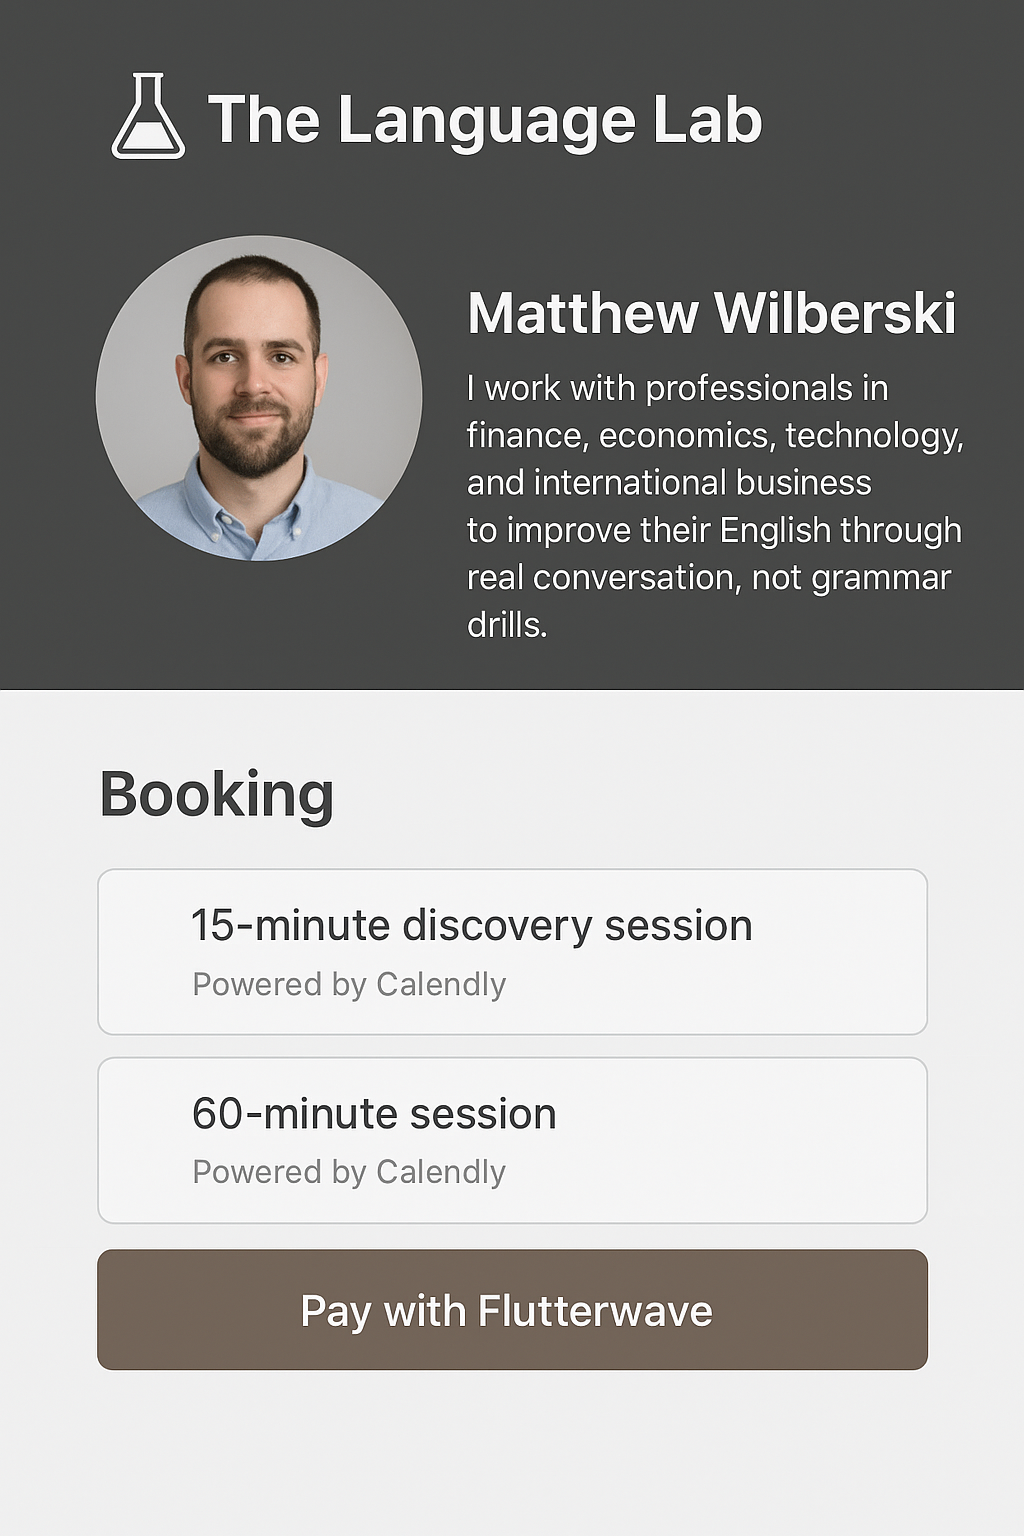 The Language Lab
Matthew Wilberski
I work with professionals in
finance, economics, technology,
and international business
to improve their English through
real conversation, not grammar
drills.
Booking
15-minute discovery session
Powered by Calendly
60-minute session
Powered by Calendly
Pay with Flutterwave